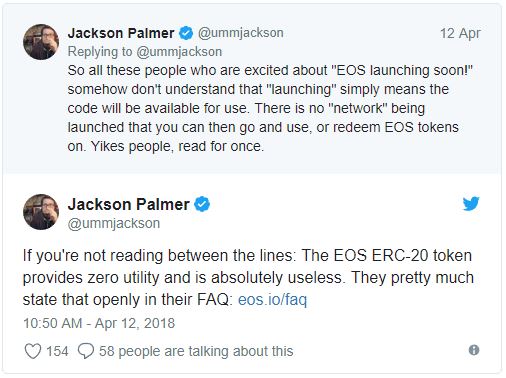 Jackson Palmer @ummjackson 12 Apr
Replying to @ummjackson
So all these people who are excited about "EOS launching soon!"
somehow don't understand that "launching" simply means the
code will be available for use. There is no "network" being
launched that you can then go and use, or redeem EOS tokens
on. Yikes people, read for once.
Jackson Palmer
@ummjackson
If you're not reading between the lines: The EOS ERC-20 token
provides zero utility and is absolutely useless. They pretty much
state that openly in their FAQ: eos.io/faq
10:50 AM - Apr 12, 2018
154 58 people are talking about this